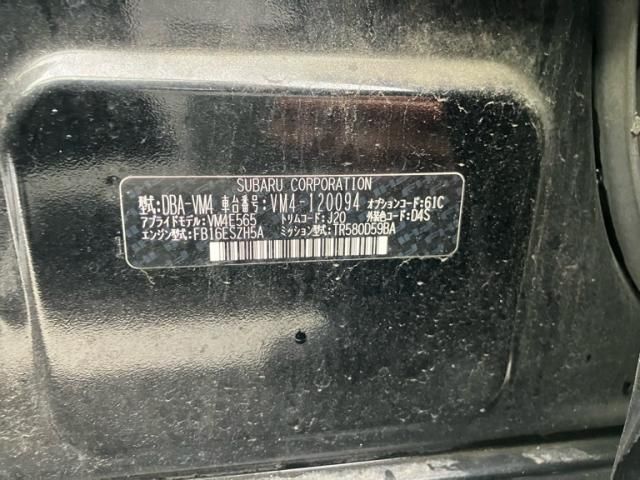 SUBARU CORPORATION
型式:DBA-VM4 車台番号:VM4-120094 オプションコード:61C
アプライドモデル:VM4E565 トリムコード:J20 外装色コード:D4S
エンジン型式:FB16ESZH5A ミッション型式:TR580D59BA